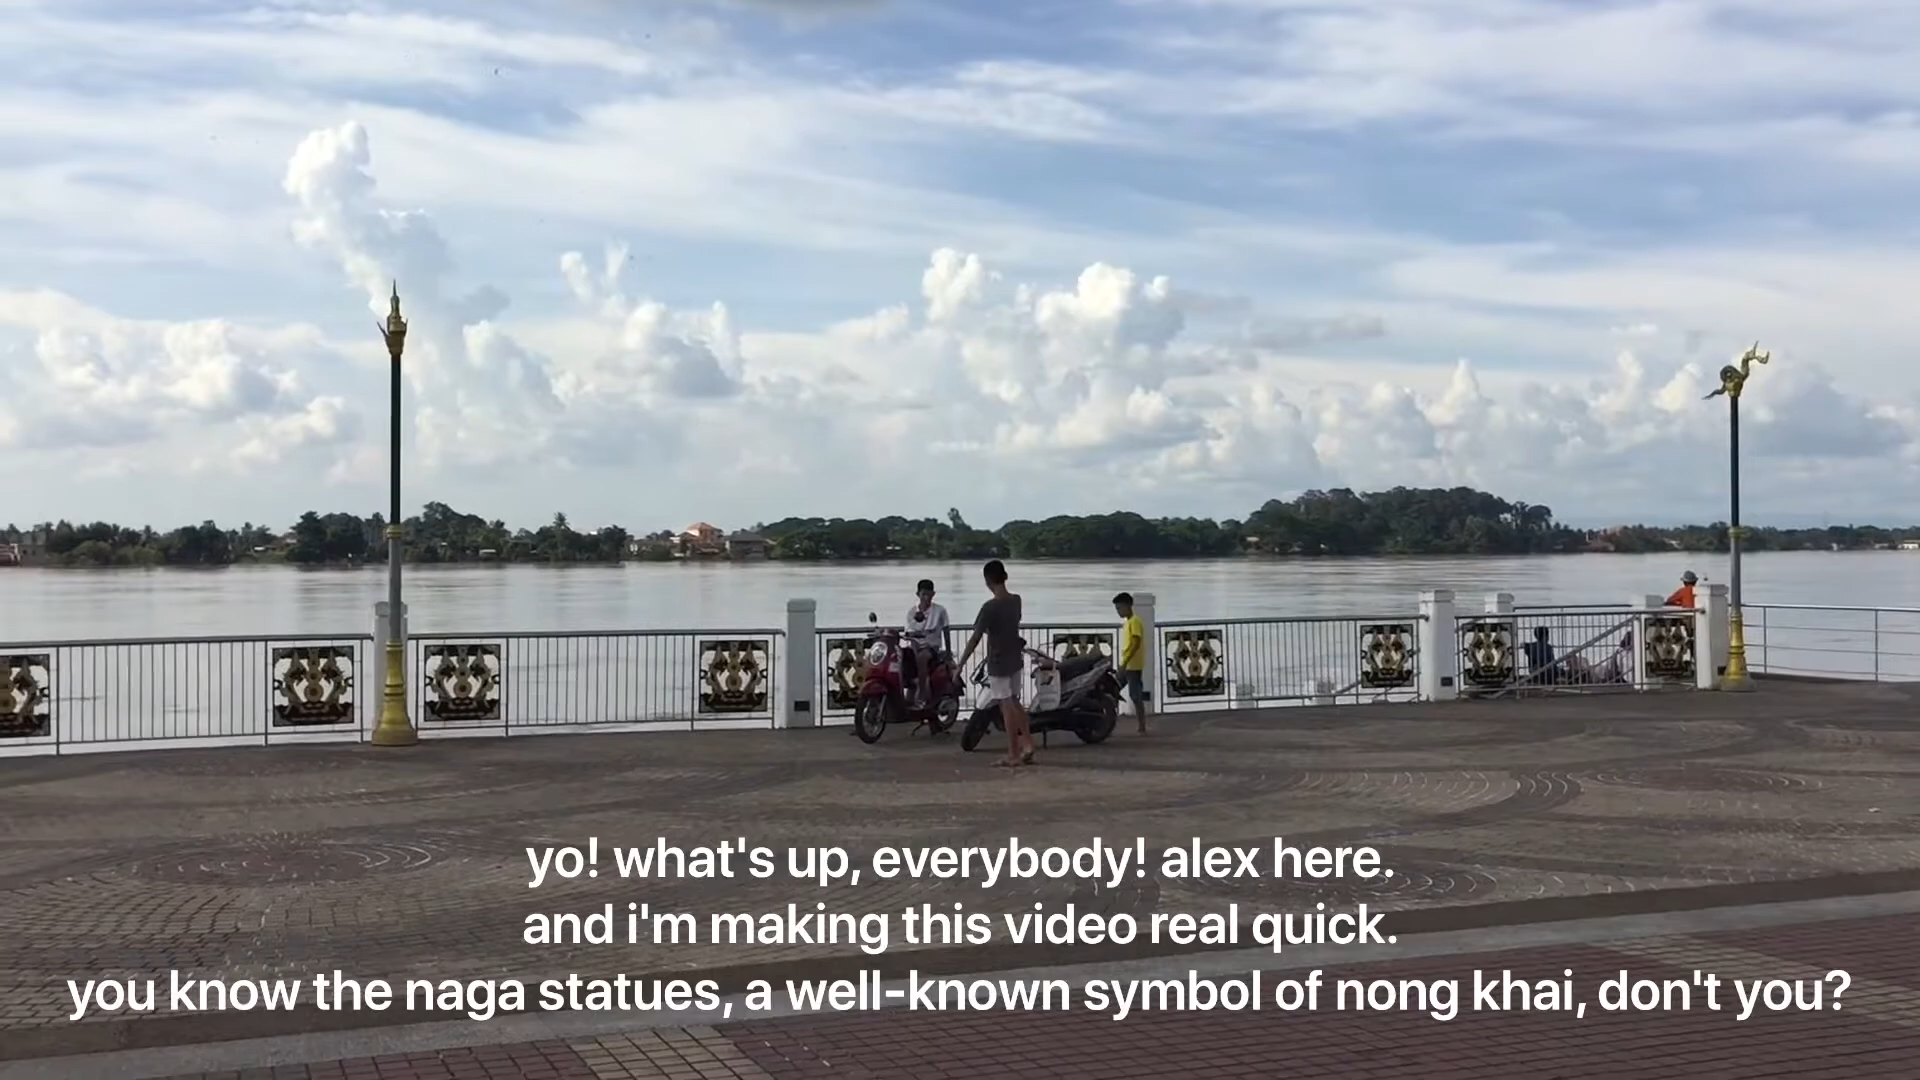 yo! what's up, everybody! alex here.
and i'm making this video real quick.
you know the naga statues, a well-known symbol of nong khai, don't you?